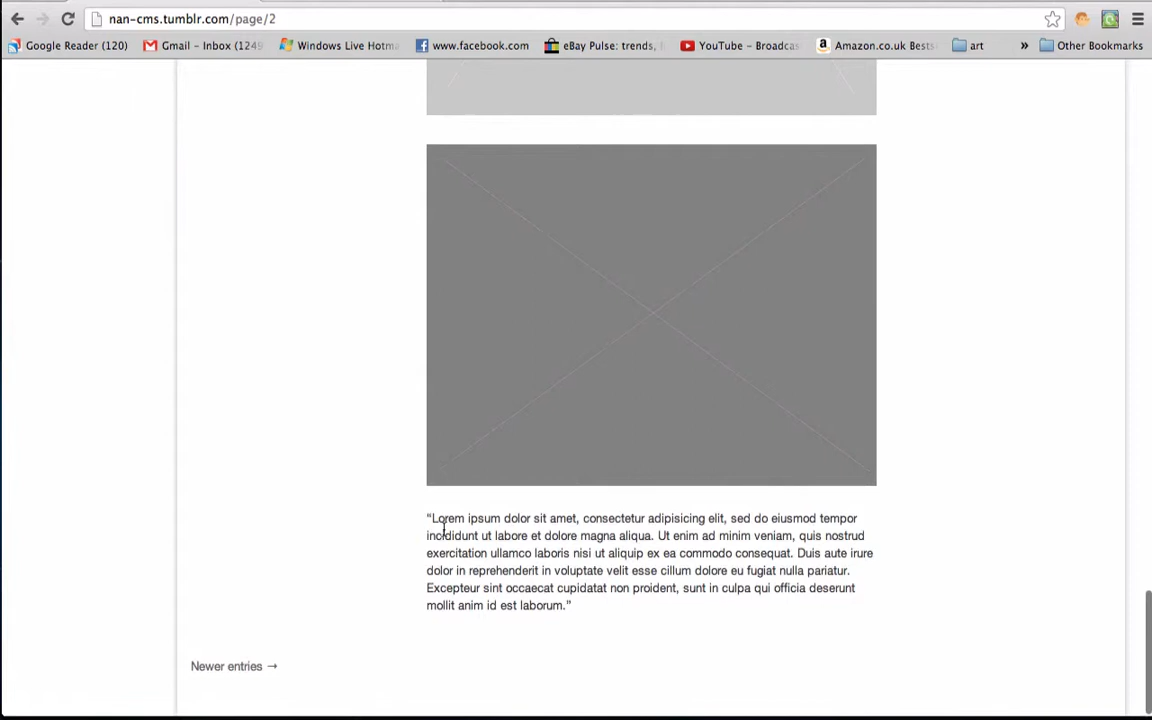 nan-cms.tumblr.com/page/2
Google Reader (120) Gmail - Inbox (1249 Windows Live Hotma www.facebook.com eBay Pulse: trends, YouTube - Broadcas Amazon.co.uk Bests art » Other Bookmarks
“Lorem ipsum dolor sit amet, consectetur adipisicing elit, sed do eiusmod tempor
incididunt ut labore et dolore magna aliqua. Ut enim ad minim veniam, quis nostrud
exercitation ullamco laboris nisi ut aliquip ex ea commodo consequat. Duis aute irure
dolor in reprehenderit in voluptate velit esse cillum dolore eu fugiat nulla pariatur.
Excepteur sint occaecat cupidatat non proident, sunt in culpa qui officia deserunt
mollit anim id est laborum.”
Newer entries →